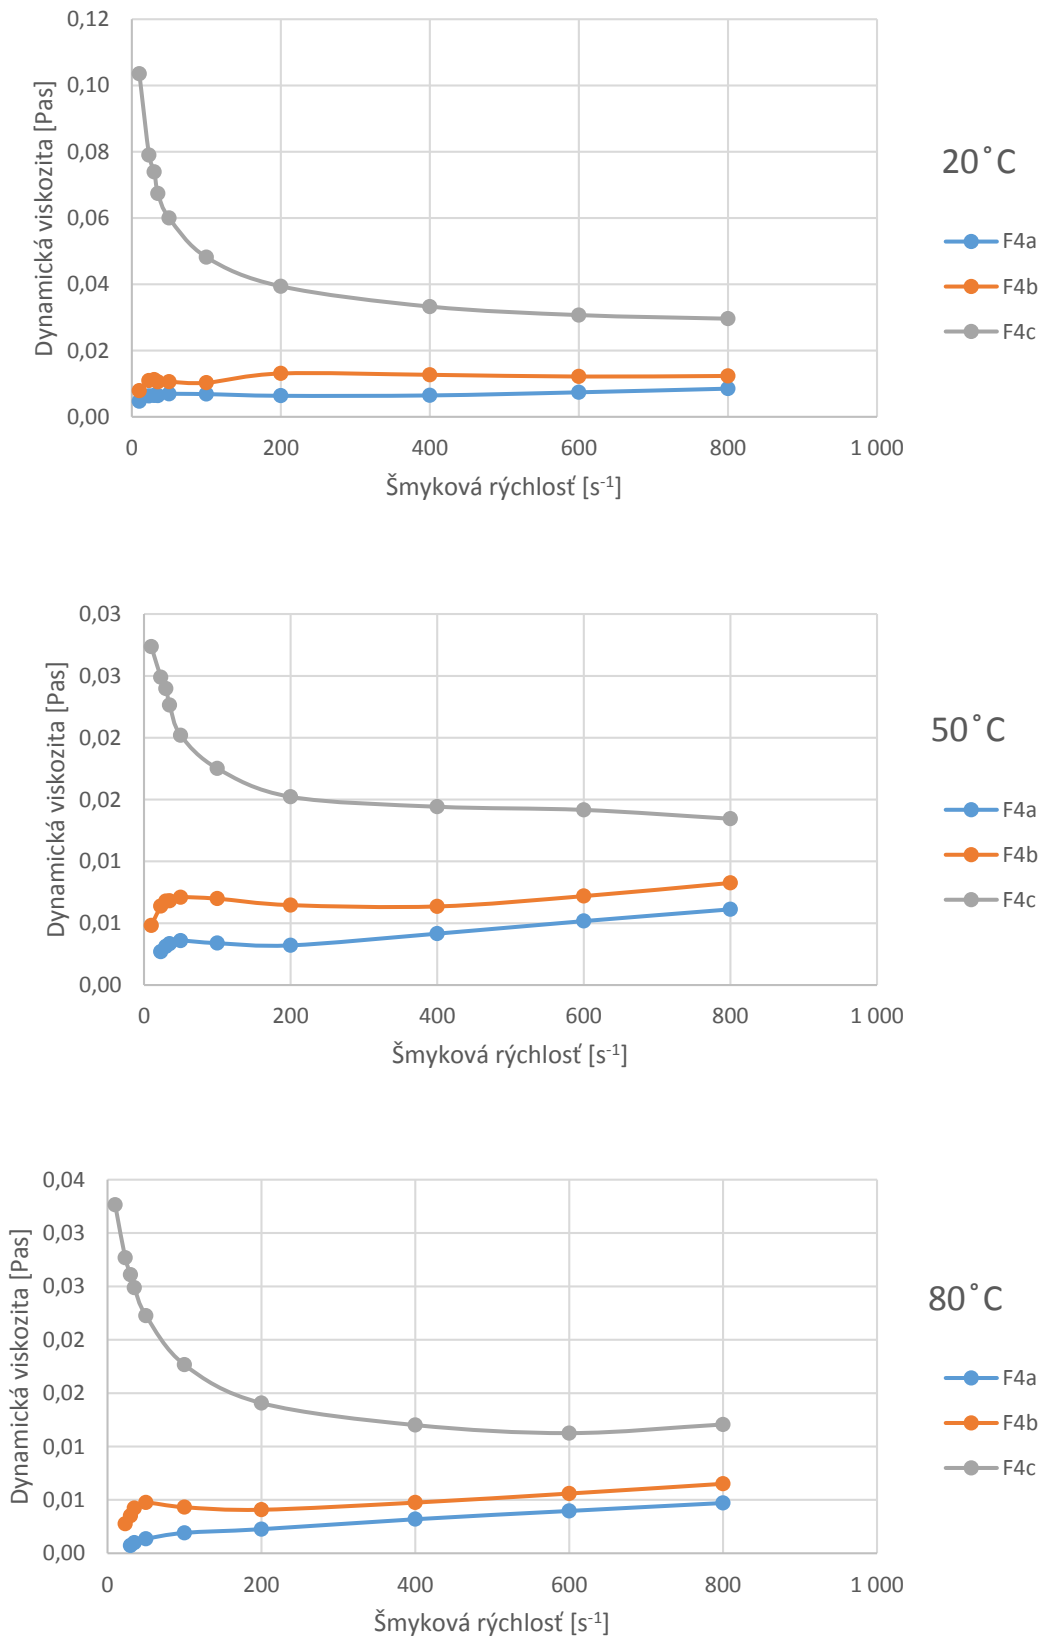 0,12
0,10
0,08
0,06
0,04
0,02
0,00
Dynamická viskozita [Pas]
0 200 400 600 800 1 000
Šmyková rýchlosť [s-1]
20˚C
F4a
F4b
F4c
0,03
0,03
0,02
0,02
0,01
0,01
0,00
Dynamická viskozita [Pas]
0 200 400 600 800 1 000
Šmyková rýchlosť [s-1]
50˚C
F4a
F4b
F4c
0,04
0,03
0,03
0,02
0,02
0,01
0,01
0,00
Dynamická viskozita [Pas]
0 200 400 600 800 1 000
Šmyková rýchlosť [s-1]
80˚C
F4a
F4b
F4c